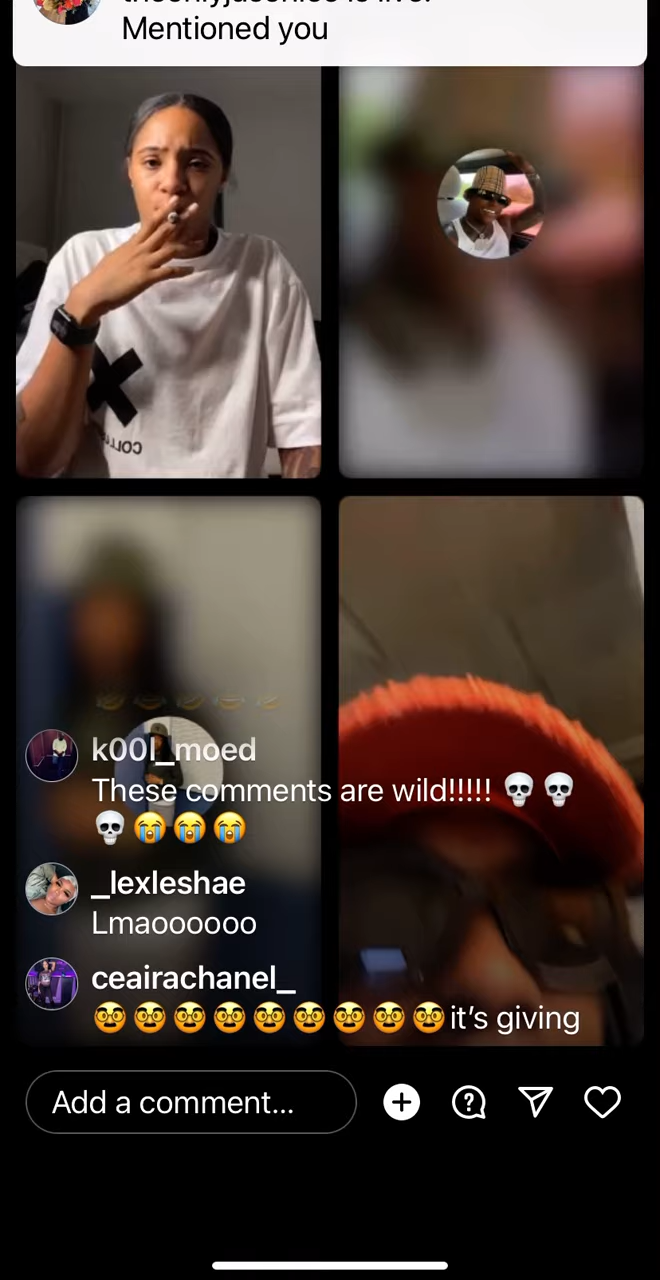 Mentioned you
k00l_moed
These comments are wild!!!!! 💀💀
💀😭😭😭
_lexleshae
Lmaoooooo
ceairachanel_
🥸🥸🥸🥸🥸🥸🥸🥸🥸it’s giving
Add a comment...